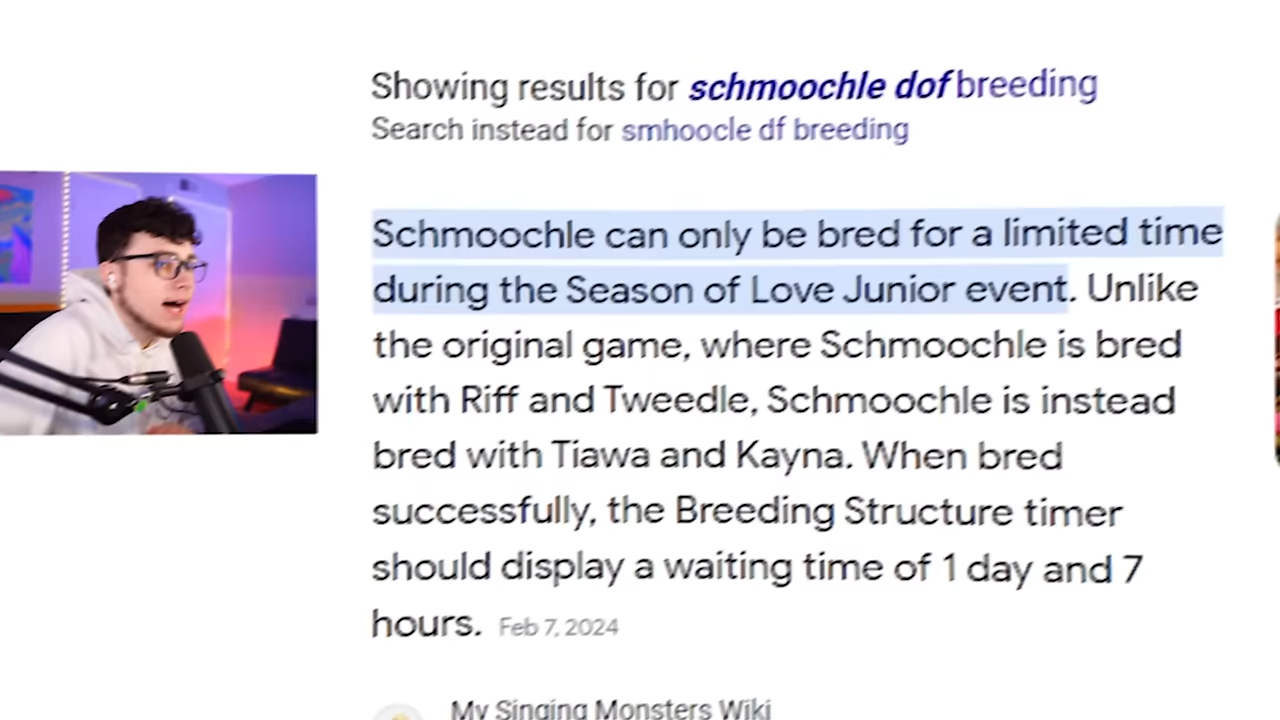 Showing results for schmoochle dof breeding
Search instead for smhoocle df breeding
Schmoochle can only be bred for a limited time
during the Season of Love Junior event. Unlike
the original game, where Schmoochle is bred
with Riff and Tweedle, Schmoochle is instead
bred with Tiawa and Kayna. When bred
successfully, the Breeding Structure timer
should display a waiting time of 1 day and 7
hours. Feb 7, 2024
My Singing Monsters Wiki